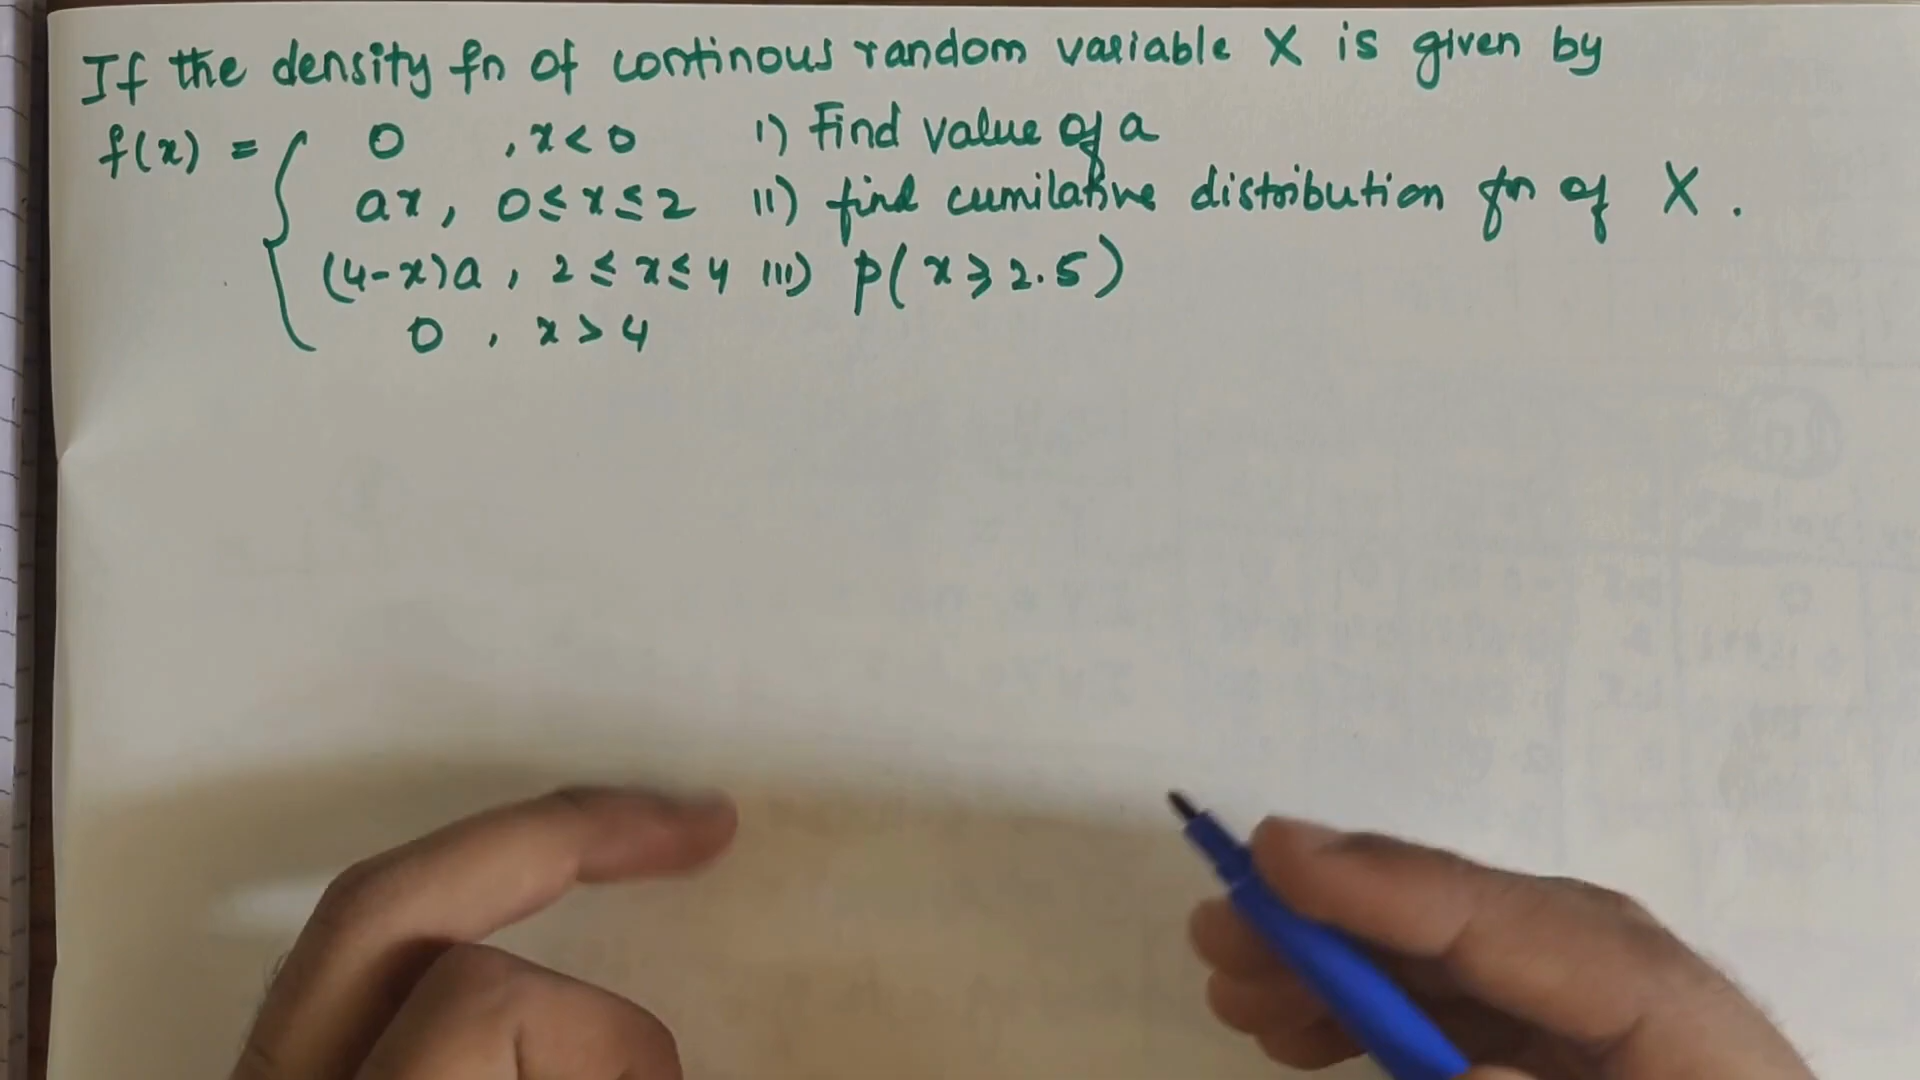 If the density fn of continous random variable X is given by
f(x) = { 0 , x < 0 i) Find value of a
ax, 0 ≤ x ≤ 2 ii) find cumilative distribution fn of X.
(4-x)a, 2 ≤ x ≤ 4 iii) p(x ≥ 2.5)
0 , x > 4